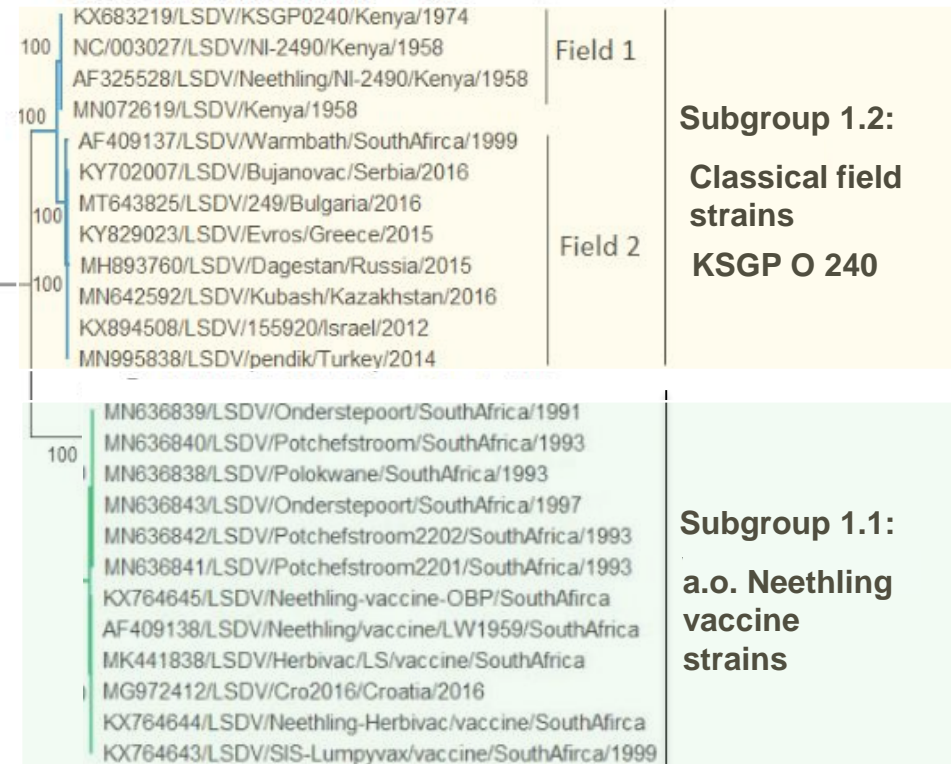 KX683219/LSDV/KSGP0240/Kenya/1974
100
NC/003027/LSDV/NI-2490/Kenya/1958
Field 1
AF325528/LSDV/Neethling/NI-2490/Kenya/1958
MN072619/LSDV/Kenya/1958
100
Subgroup 1.2:
AF409137/LSDV/Warmbath/SouthAfirca/1999
KY702007/LSDV/Bujanovac/Serbia/2016
Classical field
strains
MT643825/LSDV/249/Bulgaria/2016
100
KY829023/LSDV/Evros/Greece/2015
Field 2
MH893760/LSDV/Dagestan/Russia/2015
KSGP O 240
100
MN642592/LSDV/Kubash/Kazakhstan/2016
KX894508/LSDV/155920/Israel/2012
MN995838/LSDV/pendik/Turkey/2014
MN636839/LSDV/Onderstepoort/SouthAfrica/1991
MN636840/LSDV/Potchefstroom/SouthAfrica/1993
100
MN636838/LSDV/Polokwane/SouthAfrica/1993
MN636843/LSDV/Onderstepoort/SouthAfrica/1997
Subgroup 1.1:
MN636842/LSDV/Potchefstroom2202/SouthAfrica/1993
MN636841/LSDV/Potchefstroom2201/SouthAfrica/1993
a.o. Neethling
vaccine
strains
KX764645/LSDV/Neethling-vaccine-OBP/SouthAfirca
AF409138/LSDV/Neethling/vaccine/LW1959/SouthAfrica
MK441838/LSDV/Herbivac/LS/vaccine/SouthAfrica
MG972412/LSDV/Cro2016/Croatia/2016
KX764644/LSDV/Neethling-Herbivac/vaccine/SouthAfirca
KX764643/LSDV/SIS-Lumpyvax/vaccine/SouthAfirca/1999